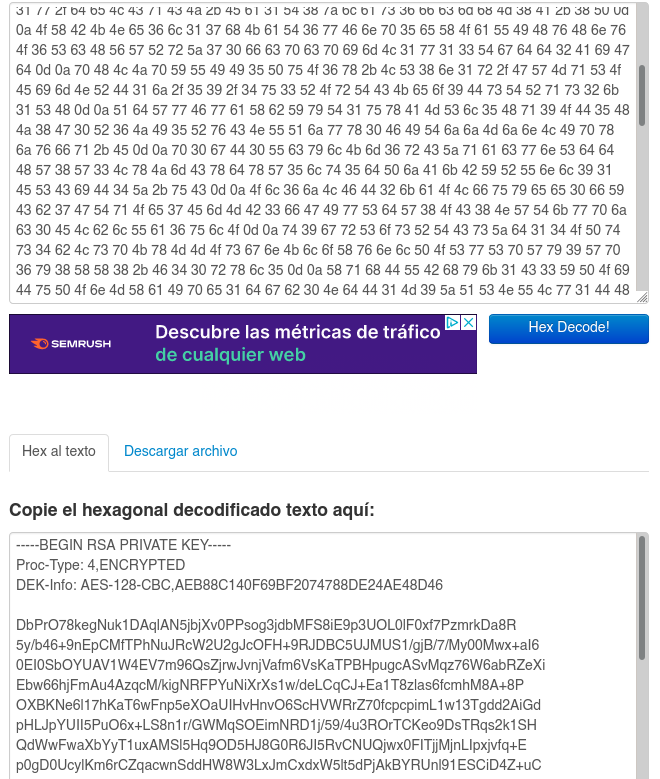 31 77 2f 64 65 4c 43 71 43 4a 2b 45 61 31 54 38 7a 6c 61 73 36 66 63 6d 68 4d 38 41 2b 38 50 0d
0a 4f 58 42 4b 4e 65 36 6c 31 37 68 4b 61 54 36 77 46 6e 70 35 65 58 4f 61 55 49 48 76 48 6e 76
4f 36 53 63 48 56 57 52 72 5a 37 30 66 63 70 63 70 69 6d 4c 31 77 31 33 54 67 64 64 32 41 69 47
64 0d 0a 70 48 4c 4a 70 59 55 49 49 35 50 75 4f 36 78 2b 4c 53 38 6e 31 72 2f 47 57 4d 71 53 4f
45 69 6d 4e 52 44 31 6a 2f 35 39 2f 34 75 33 52 4f 72 54 43 4b 65 6f 39 44 73 54 52 71 73 32 6b
31 53 48 0d 0a 51 64 57 77 46 77 61 58 62 59 79 54 31 75 78 41 4d 53 6c 35 48 71 39 4f 44 35 48
4a 38 47 30 52 36 4a 49 35 52 76 43 4e 55 51 6a 77 78 30 46 49 54 6a 6a 4d 6a 6e 4c 49 70 78
6a 76 66 71 2b 45 0d 0a 70 30 67 44 30 55 63 79 6c 4b 6d 36 72 43 5a 71 61 63 77 6e 53 64 64
48 57 38 57 33 4c 78 4a 6d 43 78 64 78 57 35 6c 74 35 64 50 6a 41 6b 42 59 52 55 6e 6c 39 31
45 53 43 69 44 34 5a 2b 75 43 0d 0a 4f 6c 36 6a 4c 46 44 32 6b 61 4f 4c 66 75 79 65 65 30 66 59
43 62 37 47 54 71 4f 65 37 45 6d 4d 42 33 66 47 49 77 53 64 57 38 4f 43 38 4e 57 54 6b 77 70 6a
63 30 45 4c 62 6c 55 61 36 75 6c 4f 0d 0a 74 39 67 72 53 6f 73 52 54 43 73 5a 64 31 34 4f 50 74
73 34 62 4c 73 70 4b 78 4d 4d 4f 73 67 6e 4b 6c 6f 58 76 6e 6c 50 4f 53 77 53 70 57 79 39 57 70
36 79 38 58 58 38 2b 46 34 30 72 78 6c 35 0d 0a 58 71 68 44 55 42 68 79 6b 31 43 33 59 50 4f 69
44 75 50 4f 6e 4d 58 61 49 70 65 31 64 67 62 30 4e 64 44 31 4d 39 5a 51 53 4e 55 4c 77 31 44 48
SEMRUSH
Descubre las métricas de tráfico
de cualquier web
Hex Decode!
Hex al texto
Descargar archivo
Copie el hexagonal decodificado texto aquí:
-----BEGIN RSA PRIVATE KEY-----
Proc-Type: 4,ENCRYPTED
DEK-Info: AES-128-CBC,AEB88C140F69BF2074788DE24AE48D46
DbPrO78kegNuk1DAqlAN5jbjXv0PPsog3jdbMFS8iE9p3UOL0lF0xf7PzmrkDa8R
5y/b46+9nEpCMfTPhNuJRcW2U2gJcOFH+9RJDBC5UJMUS1/gjB/7/My00Mwx+aI6
0EI0SbOYUAV1W4EV7m96QsZjrwJvnjVafm6VsKaTPBHpugcASvMqz76W6abRZeXi
Ebw66hjFmAu4AzqcM/kigNRFPYuNiXrXs1w/deLCqCJ+Ea1T8zlas6fcmhM8A+8P
OXBKNe6l17hKaT6wFnp5eXOaUIHvHnvO6ScHVWRrZ70fcpcpimL1w13Tgdd2AiGd
pHLJpYUII5PuO6x+LS8n1r/GWMqSOEimNRD1j/59/4u3ROrTCKeo9DsTRqs2k1SH
QdWwFwaXbYyT1uxAMSl5Hq9OD5HJ8G0R6JI5RvCNUQjwx0FITjjMjnLIpxjvfq+E
p0gD0UcylKm6rCZqacwnSddHW8W3LxJmCxdxW5lt5dPjAkBYRUnl91ESCiD4Z+uC